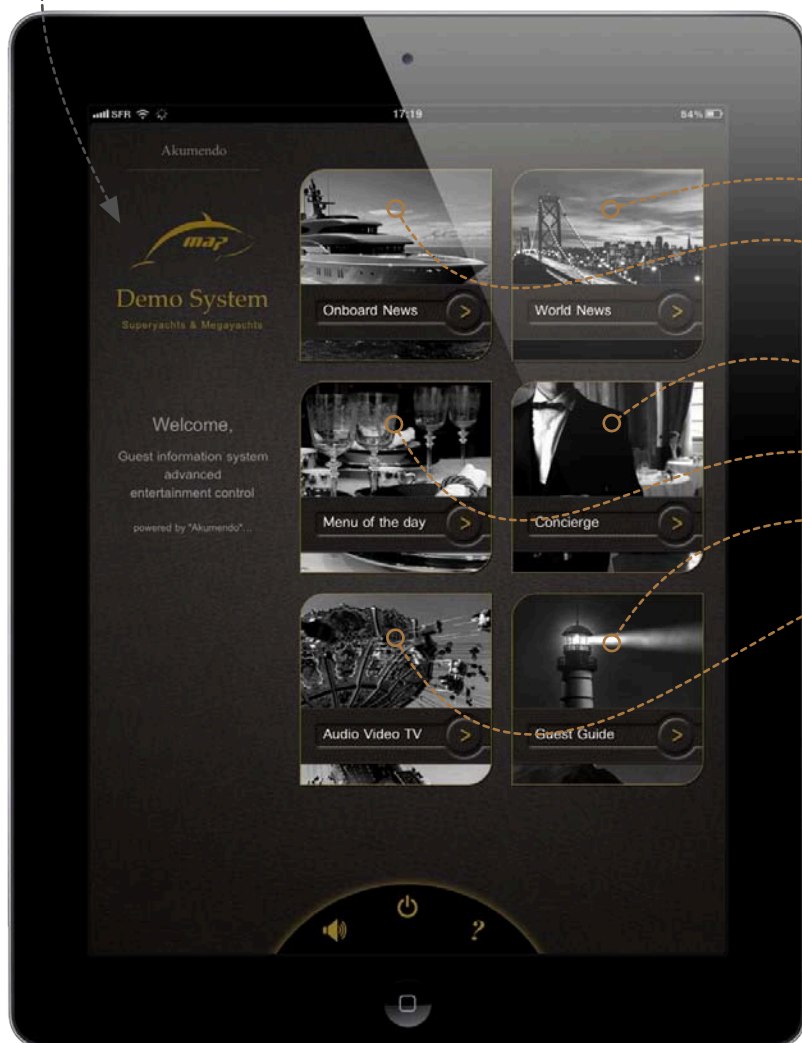 SFR
17:19
84%
Akumendo
map
Demo System
Superyachts & Megayachts
Welcome,
Guest information system
advanced
entertainment control
powered by "Akumendo"...
Onboard News >
World News >
Menu of the day >
Concierge >
Audio Video TV >
Guest Guide >
?